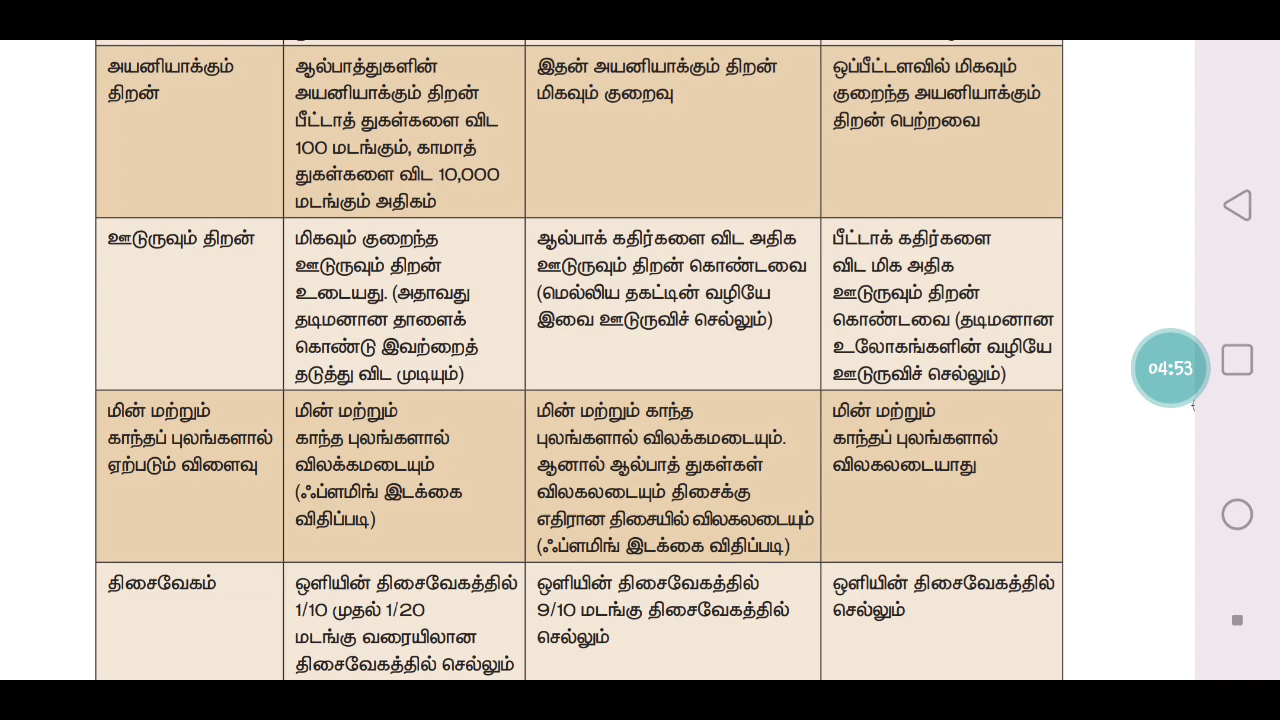 அயனியாக்கும்
திறன்
ஆல்பாத்துகளின்
அயனியாக்கும் திறன்
பீட்டாத் துகள்களை விட
100 மடங்கும், காமாத்
துகள்களை விட 10,000
மடங்கும் அதிகம்
இதன் அயனியாக்கும் திறன்
மிகவும் குறைவு
ஒப்பீட்டளவில் மிகவும்
குறைந்த அயனியாக்கும்
திறன் பெற்றவை
ஊடுருவும் திறன்
மிகவும் குறைந்த
ஊடுருவும் திறன்
உடையது. (அதாவது
தடிமனான தாளைக்
கொண்டு இவற்றைத்
தடுத்து விட முடியும்)
ஆல்பாக் கதிர்களை விட அதிக
ஊடுருவும் திறன் கொண்டவை
(மெல்லிய தகட்டின் வழியே
இவை ஊடுருவிச் செல்லும்)
பீட்டாக் கதிர்களை
விட மிக அதிக
ஊடுருவும் திறன்
கொண்டவை (தடிமனான
உலோகங்களின் வழியே
ஊடுருவிச் செல்லும்)
மின் மற்றும்
காந்தப் புலங்களால்
ஏற்படும் விளைவு
மின் மற்றும்
காந்த புலங்களால்
விலக்கமடையும்
(ஃப்ளமிங் இடக்கை
விதிப்படி)
மின் மற்றும் காந்த
புலங்களால் விலக்கமடையும்.
ஆனால் ஆல்பாத் துகள்கள்
விலகலடையும் திசைக்கு
எதிரான திசையில் விலகலடையும்
(ஃப்ளமிங் இடக்கை விதிப்படி)
மின் மற்றும்
காந்தப் புலங்களால்
விலகலடையாது
திசைவேகம்
ஒளியின் திசைவேகத்தில்
1/10 முதல் 1/20
மடங்கு வரையிலான
திசைவேகத்தில் செல்லும்
ஒளியின் திசைவேகத்தில்
9/10 மடங்கு திசைவேகத்தில்
செல்லும்
ஒளியின் திசைவேகத்தில்
செல்லும்
04:53